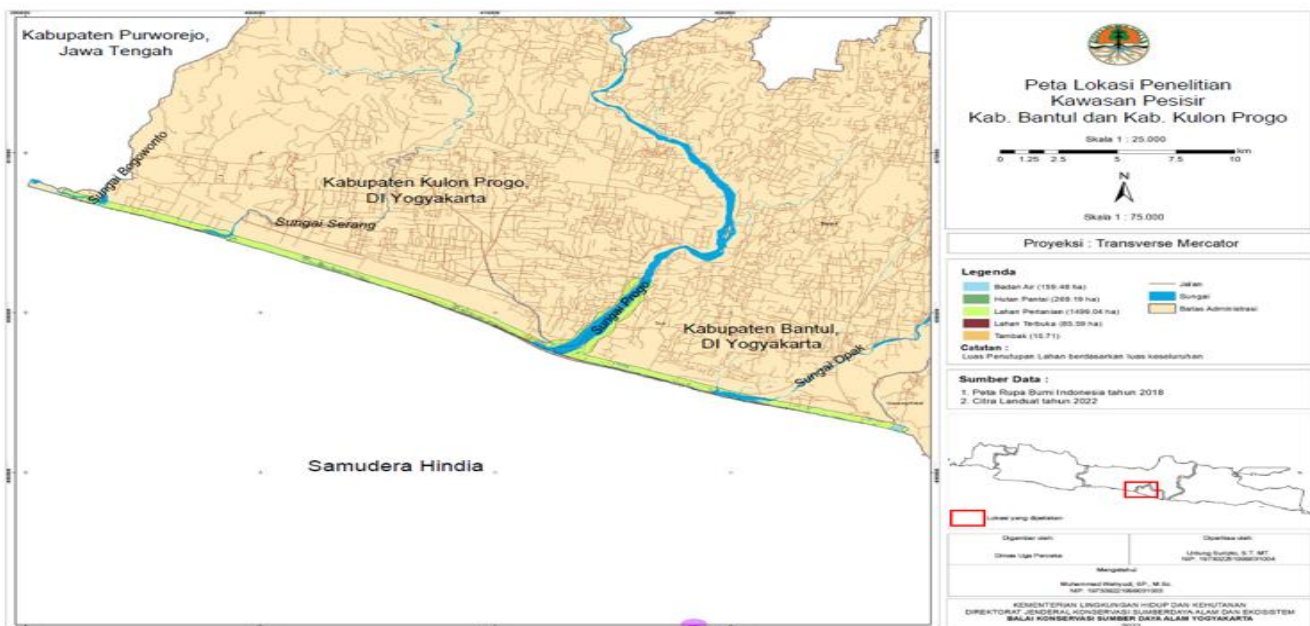 Kabupaten Purworejo,
Jawa Tengah
Sungai Bogowonto
Kabupaten Kulon Progo,
DI Yogyakarta
Sungai Serang
Sungai Progo
Kabupaten Bantul,
DI Yogyakarta
Sungai Opak
Samudera Hindia
Peta Lokasi Penelitian
Kawasan Pesisir
Kab. Bantul dan Kab. Kulon Progo
Skala 1 : 25.000
km
0 1.25 2.5 5 7.5 10
N
Skala 1 : 75.000
Proyeksi : Transverse Mercator
Legenda
Badan Air (159.48 ha)
Hutan Pantai (269.19 ha)
Lahan Pertanian (1499.04 ha)
Lahan Terbuka (85.59 ha)
Tambak (10.71)
Jalan
Sungai
Batas Administrasi
Catatan :
Luas Penutupan Lahan berdasarkan luas keseluruhan
Sumber Data :
1. Peta Rupa Bumi Indonesia tahun 2018
2. Citra Landsat tahun 2022
Lokasi yang dipetakan
Digambar oleh
Diperiksa oleh
Mengetahui
KEMENTERIAN LINGKUNGAN HIDUP DAN KEHUTANAN
DIREKTORAT JENDERAL KONSERVASI SUMBERDAYA ALAM DAN EKOSISTEM
BALAI KONSERVASI SUMBER DAYA ALAM YOGYAKARTA